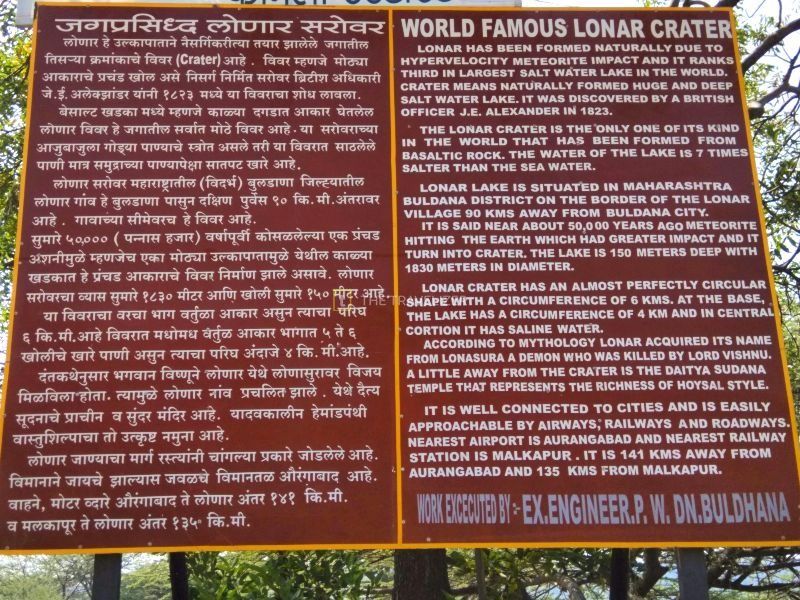 जगप्रसिध्द लोणार सरोवर
लोणार हे उल्कापाताने नैसर्गिकरीत्या तयार झालेले जगातील
तिसऱ्या क्रमांकाचे विवर (Crater) आहे . विवर म्हणजे मोठ्या
आकाराचे प्रचंड खोल असे निसर्ग निर्मित सरोवर ब्रीटीश अधिकारी
जे.ई.अलेक्झांडर यांनी १८२३ मध्ये या विवराचा शोध लावला.
बेसाल्ट खडका मध्ये म्हणजे काळ्या दगडात आकार घेतलेल
लोणार विवर हे जगातील सर्वात मोठे विवर आहे. या सरोवराच्या
आजुबाजुला गोड्या पाण्याचे स्त्रोत असले तरी या विवरात साठलेले
पाणी मात्र समुद्राच्या पाण्यापेक्षा सातपट खारे आहे.
लोणार सरोवर महाराष्ट्रातील (विदर्भ) बुलडाणा जिल्ह्यातील
लोणार गांव हे बुलडाणा पासुन दक्षिण पुर्वेस ९० कि.मी.अंतरावर
आहे . गावाच्या सीमेवरच हे विवर आहे.
सुमारे ५०,००० ( पन्नास हजार) वर्षापूर्वी कोसळलेल्या एक प्रचंड
अशनीमुळे म्हणजेच एका मोठ्या उल्कापातामुळे येथील काळ्या
खडकात हे प्रचंड आकाराचे विवर निर्माण झाले असावे. लोणार
सरोवरचा व्यास सुमारे १८३० मीटर आणि खोली सुमारे १५० मीटर आहे.
या विवराचा वरचा भाग वर्तुळा आकार असुन त्याचा परिघ
६ कि.मी.आहे विवरात मधोमध वंर्तुळ आकार भागात ५ ते ६
खोलीचे खारे पाणी असुन त्याचा परिघ अंदाजे ४ कि.मी.आहे.
दंतकथेनुसार भगवान विष्णूने लोणार येथे लोणासुरावर विजय
मिळविला होता. त्यामुळे लोणार नांव प्रचलित झाले . येथे दैत्य
सूदनाचे प्राचीन व सुंदर मंदिर आहे. यादवकालीन हेमांडपंथी
वास्तुशिल्पाचा तो उत्कृष्ट नमुना आहे.
लोणार जाण्याचा मार्ग रस्त्यांनी चांगल्या प्रकारे जोडलेले आहे.
विमानाने जायचे झाल्यास जवळचे विमानतळ औरंगाबाद आहे.
वाहने, मोटर व्दारे औरंगाबाद ते लोणार अंतर १४१ कि.मी.
व मलकापूर ते लोणार अंतर १३५ कि.मी.
WORLD FAMOUS LONAR CRATER
LONAR HAS BEEN FORMED NATURALLY DUE TO
HYPERVELOCITY METEORITE IMPACT AND IT RANKS
THIRD IN LARGEST SALT WATER LAKE IN THE WORLD.
CRATER MEANS NATURALLY FORMED HUGE AND DEEP
SALT WATER LAKE. IT WAS DISCOVERED BY A BRITISH
OFFICER J.E. ALEXANDER IN 1823.
THE LONAR CRATER IS THE ONLY ONE OF ITS KIND
IN THE WORLD THAT HAS BEEN FORMED FROM
BASALTIC ROCK. THE WATER OF THE LAKE IS 7 TIMES
SALTER THAN THE SEA WATER.
LONAR LAKE IS SITUATED IN MAHARASHTRA
BULDANA DISTRICT ON THE BORDER OF THE LONAR
VILLAGE 90 KMS AWAY FROM BULDANA CITY.
IT IS SAID NEAR ABOUT 50,000 YEARS AGO METEORITE
HITTING THE EARTH WHICH HAD GREATER IMPACT AND IT
TURN INTO CRATER. THE LAKE IS 150 METERS DEEP WITH
1830 METERS IN DIAMETER.
LONAR CRATER HAS AN ALMOST PERFECTLY CIRCULAR
SHAPE WITH A CIRCUMFERENCE OF 6 KMS. AT THE BASE,
THE LAKE HAS A CIRCUMFERENCE OF 4 KM AND IN CENTRAL
CORTION IT HAS SALINE WATER.
ACCORDING TO MYTHOLOGY LONAR ACQUIRED ITS NAME
FROM LONASURA A DEMON WHO WAS KILLED BY LORD VISHNU.
A LITTLE AWAY FROM THE CRATER IS THE DAITYA SUDANA
TEMPLE THAT REPRESENTS THE RICHNESS OF HOYSAL STYLE.
IT IS WELL CONNECTED TO CITIES AND IS EASILY
APPROACHABLE BY AIRWAYS, RAILWAYS AND ROADWAYS.
NEAREST AIRPORT IS AURANGABAD AND NEAREST RAILWAY
STATION IS MALKAPUR . IT IS 141 KMS AWAY FROM
AURANGABAD AND 135 KMS FROM MALKAPUR.
WORK EXCECUTED BY :- EX.ENGINEER.P. W. DN.BULDHANA